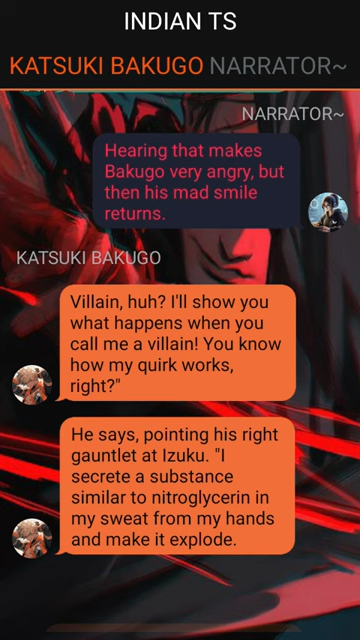 INDIAN TS
KATSUKI BAKUGO NARRATOR~
NARRATOR~
Hearing that makes
Bakugo very angry, but
then his mad smile
returns.
KATSUKI BAKUGO
Villain, huh? I'll show you
what happens when you
call me a villain! You know
how my quirk works,
right?"
He says, pointing his right
gauntlet at Izuku. "I
secrete a substance
similar to nitroglycerin in
my sweat from my hands
and make it explode.